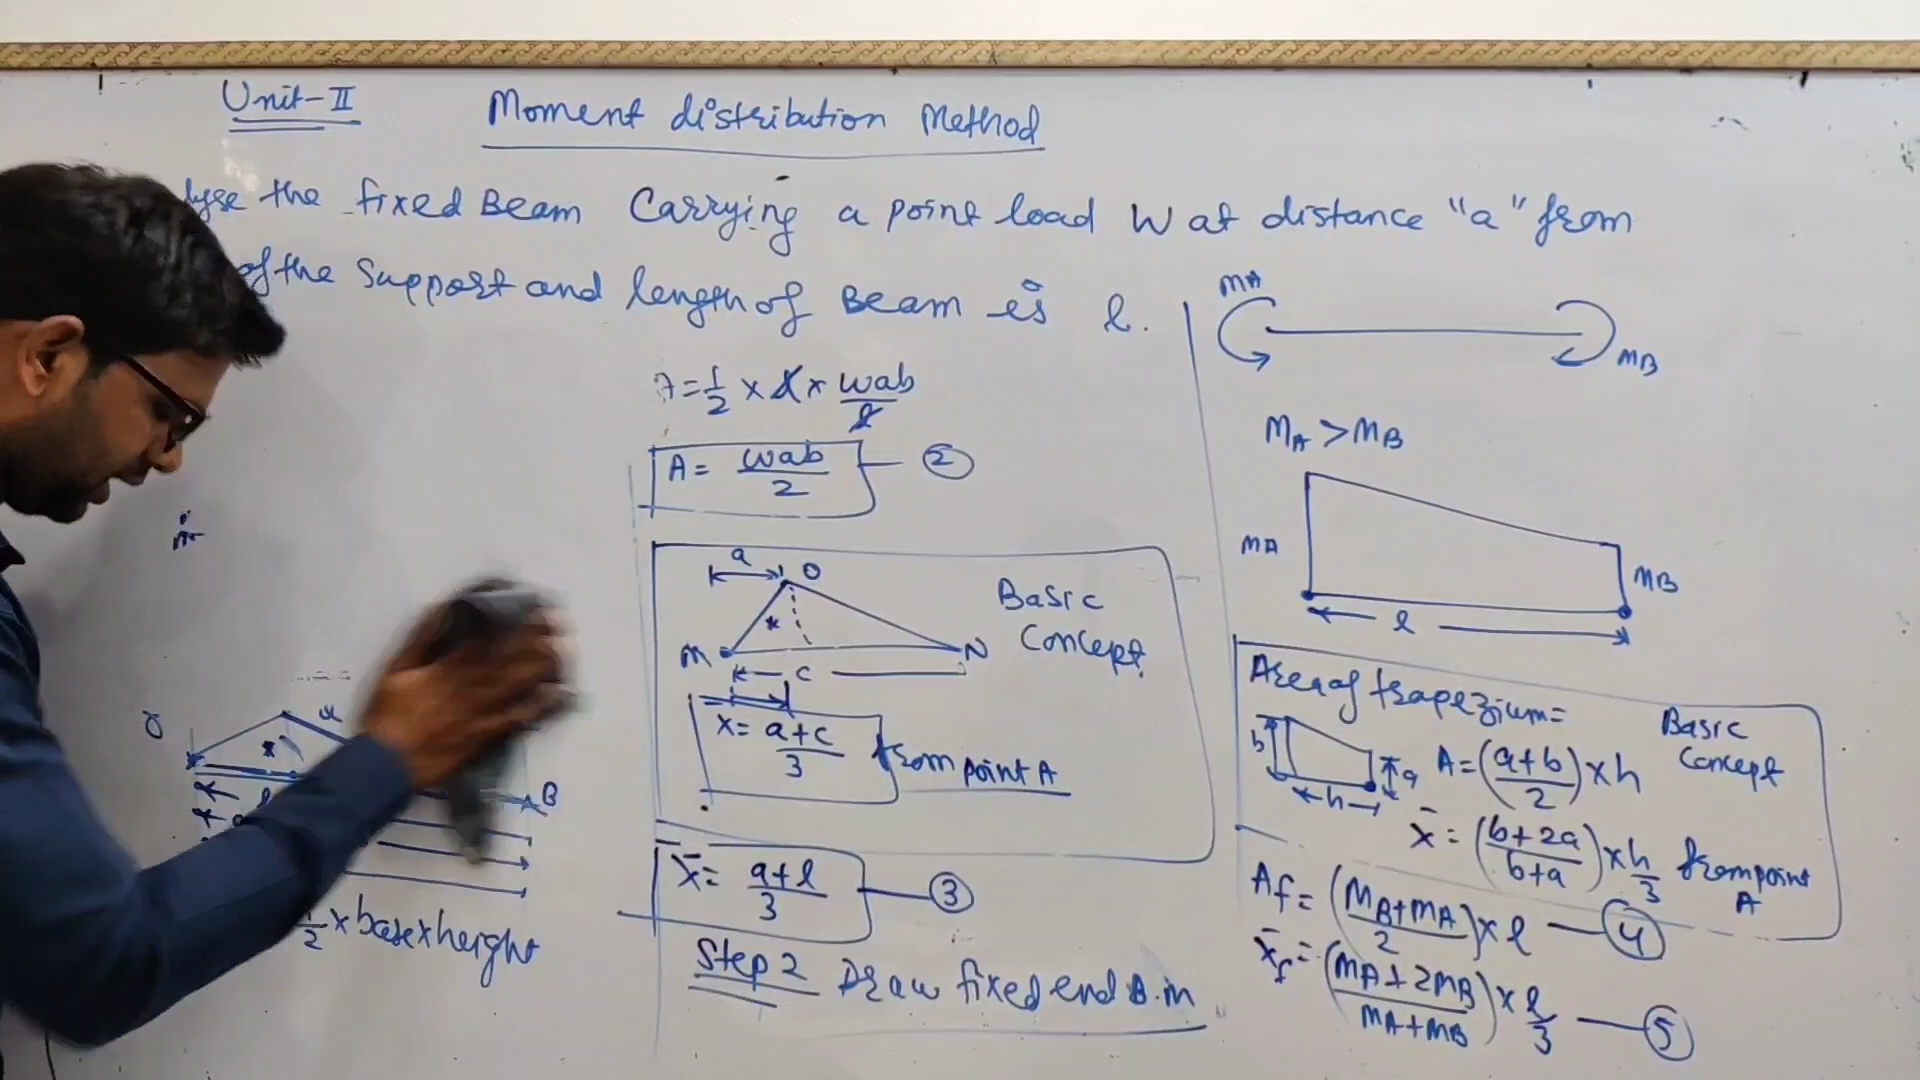 Unit-II
Moment distribution Method
lyse the fixed Beam Carrying a point load W at distance "a" from
of the Support and length of Beam is l.
A = 1/2 × l × wab/l
A = wab/2 — ②
a
O
M
N
c
Basic
Concept
x = a+c/3 from point A
x̄ = a+l/3 — ③
Step 2 Draw fixed end B.M
B
1/2 × base × height
MA
MB
MA > MB
MA
MB
l
Area of trapezium =
Basic
Concept
b
a
h
A = (a+b/2) × h
x̄ = (b+2a/b+a) × h/3 from point
A
Af = (MB+MA/2) × l — ④
x̄f = (MA+2MB/MA+MB) × l/3 — ⑤